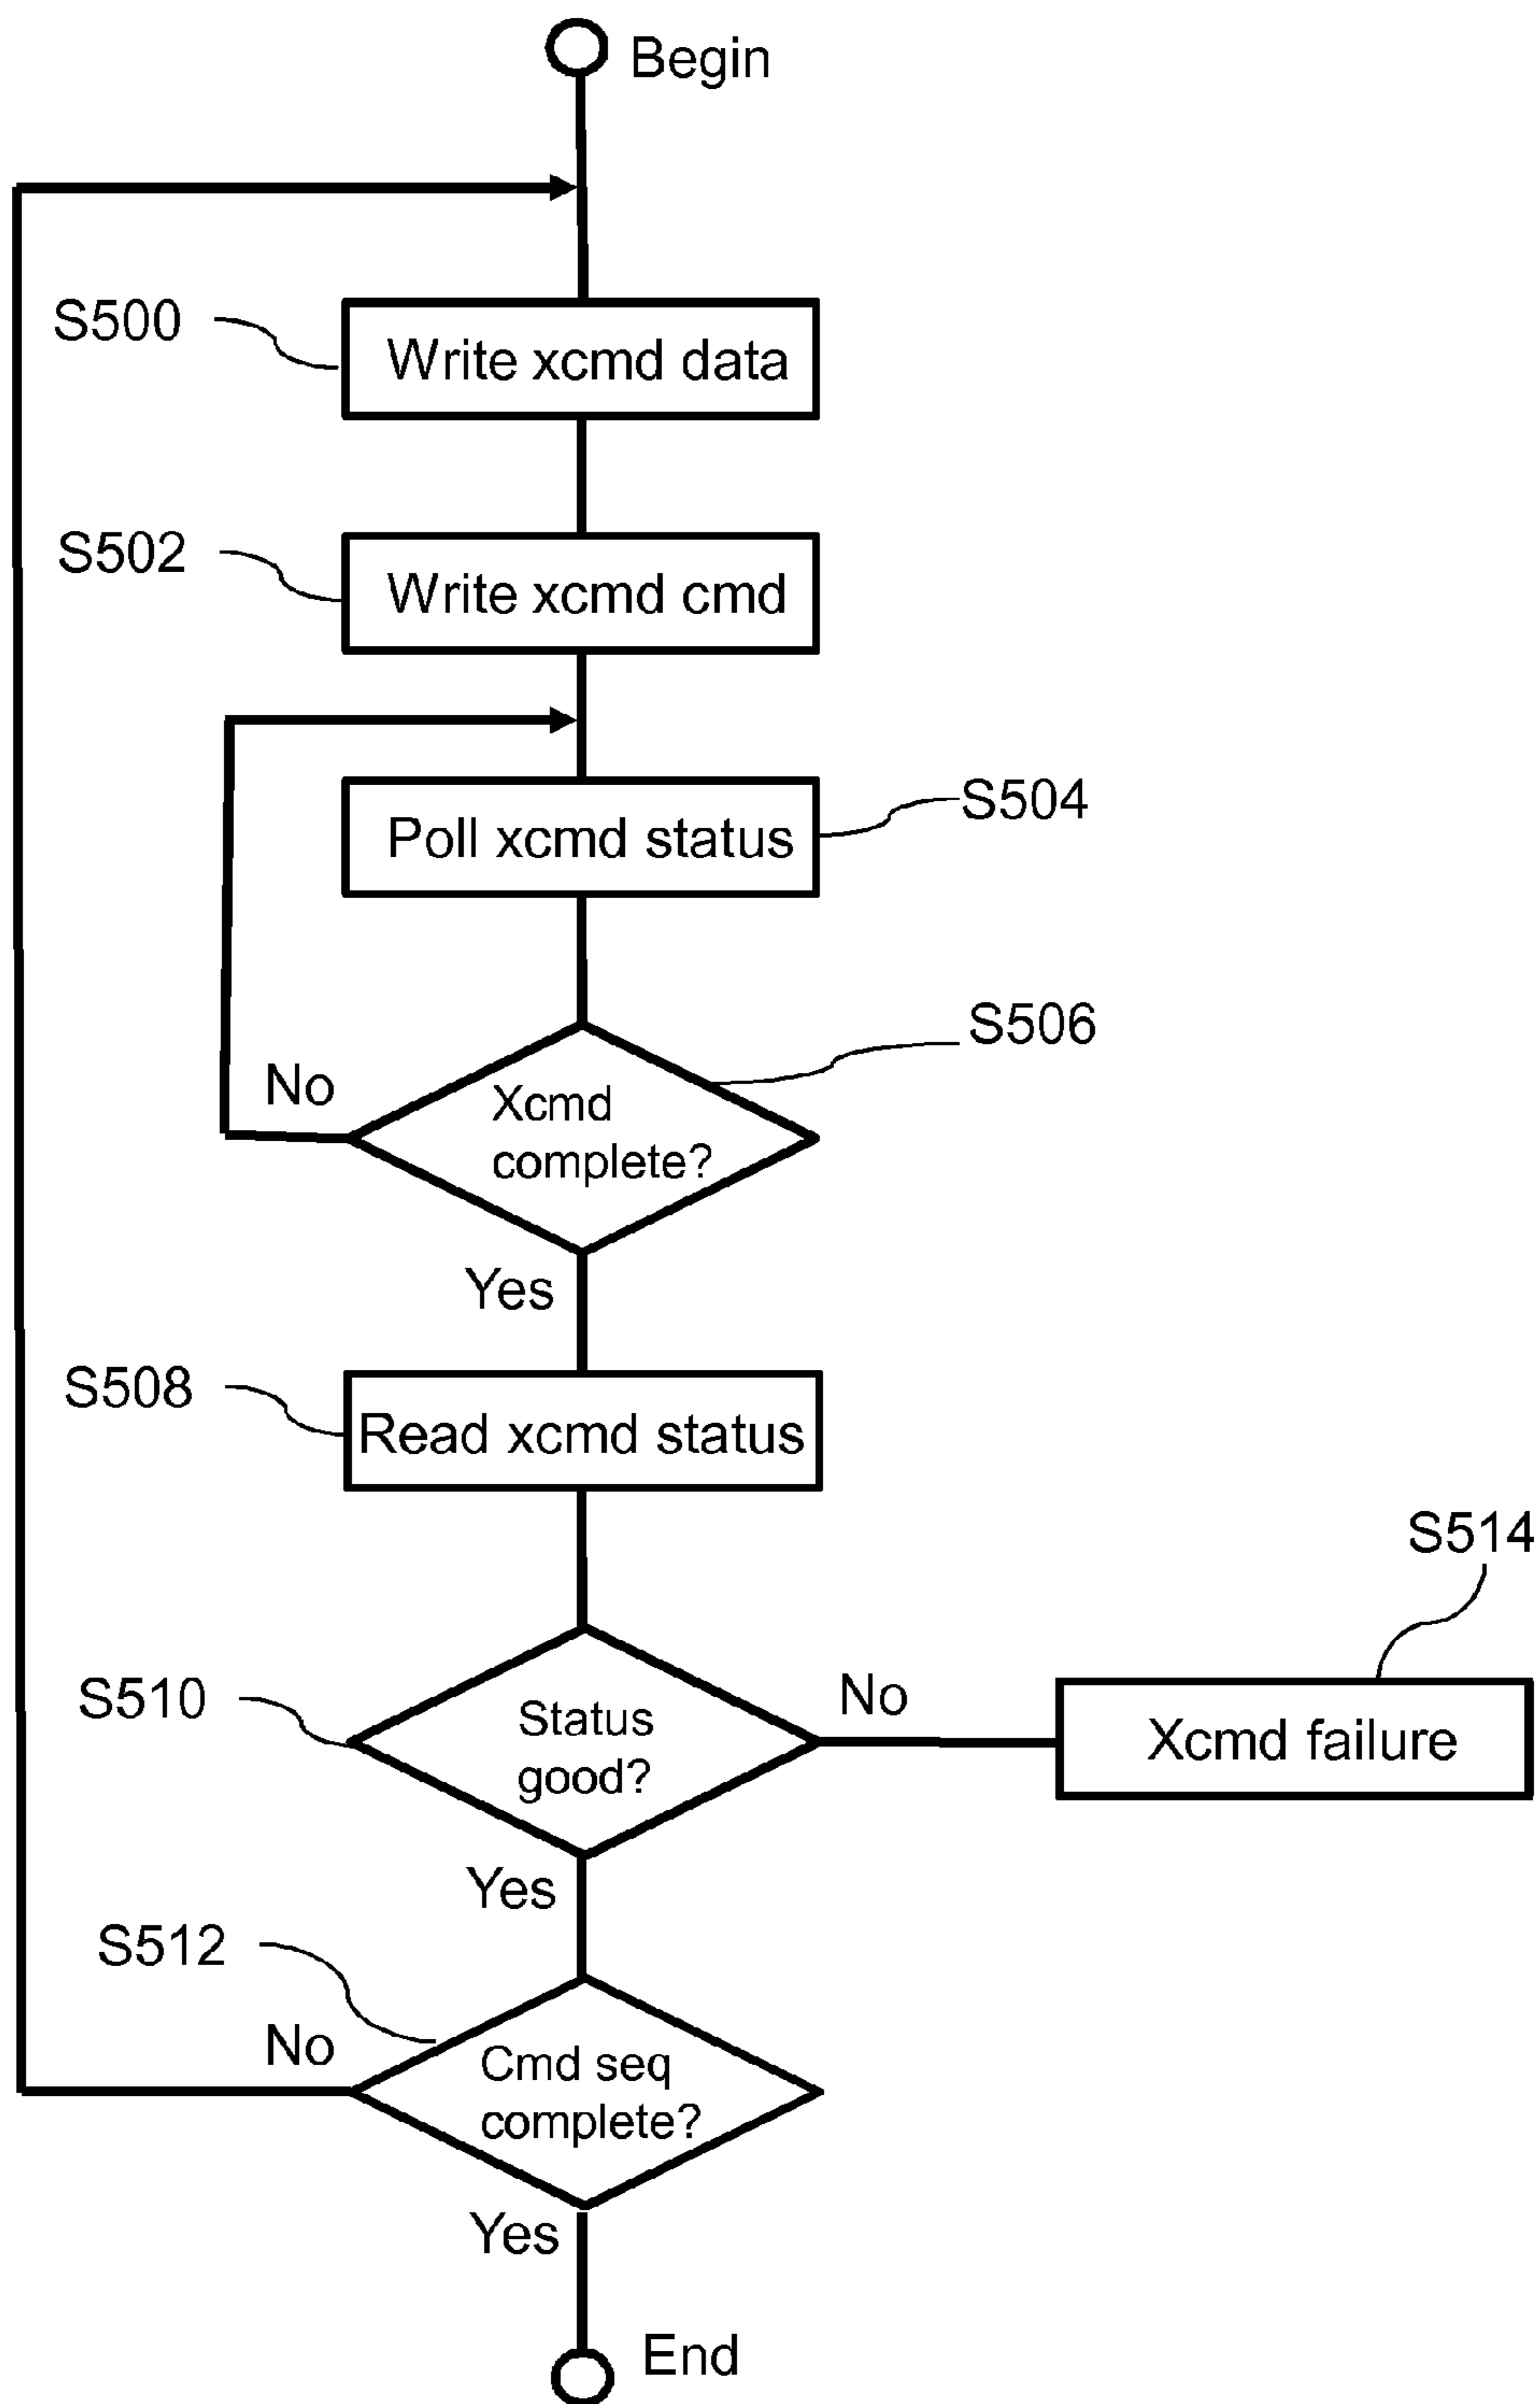 Begin
S500
Write xcmd data
S502
Write xcmd cmd
S504
Poll xcmd status
S506
No
Xcmd
complete?
Yes
S508
Read xcmd status
S514
S510
No
Status
good?
Xcmd failure
Yes
S512
No
Cmd seq
complete?
Yes
End